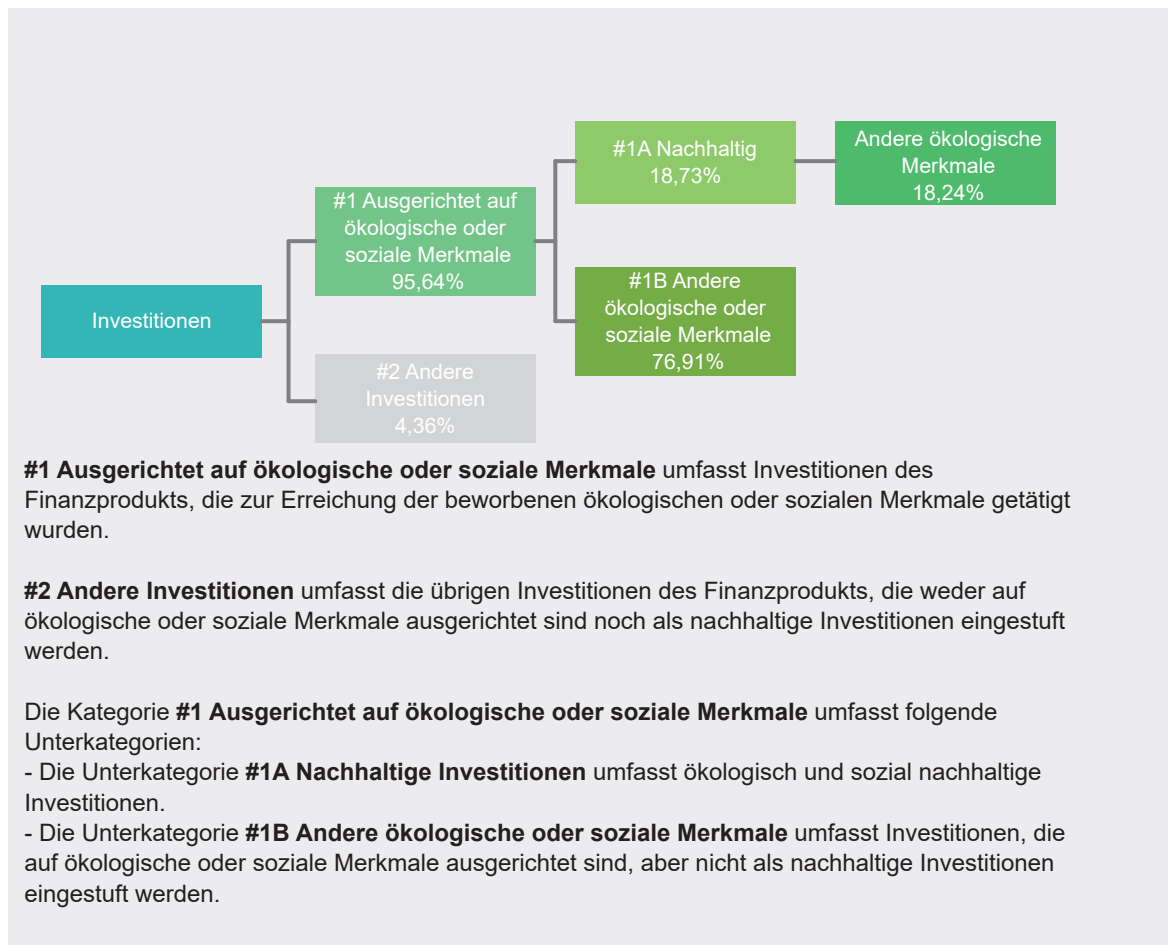 #1A Nachhaltig
18,73%
Andere ökologische
Merkmale
18,24%
#1 Ausgerichtet auf
ökologische oder
soziale Merkmale
95,64%
#1B Andere
ökologische oder
soziale Merkmale
76,91%
Investitionen
#2 Andere
Investitionen
4,36%
#1 Ausgerichtet auf ökologische oder soziale Merkmale umfasst Investitionen des
Finanzprodukts, die zur Erreichung der beworbenen ökologischen oder sozialen Merkmale getätigt
wurden.
#2 Andere Investitionen umfasst die übrigen Investitionen des Finanzprodukts, die weder auf
ökologische oder soziale Merkmale ausgerichtet sind noch als nachhaltige Investitionen eingestuft
werden.
Die Kategorie #1 Ausgerichtet auf ökologische oder soziale Merkmale umfasst folgende
Unterkategorien:
- Die Unterkategorie #1A Nachhaltige Investitionen umfasst ökologisch und sozial nachhaltige
Investitionen.
- Die Unterkategorie #1B Andere ökologische oder soziale Merkmale umfasst Investitionen, die
auf ökologische oder soziale Merkmale ausgerichtet sind, aber nicht als nachhaltige Investitionen
eingestuft werden.